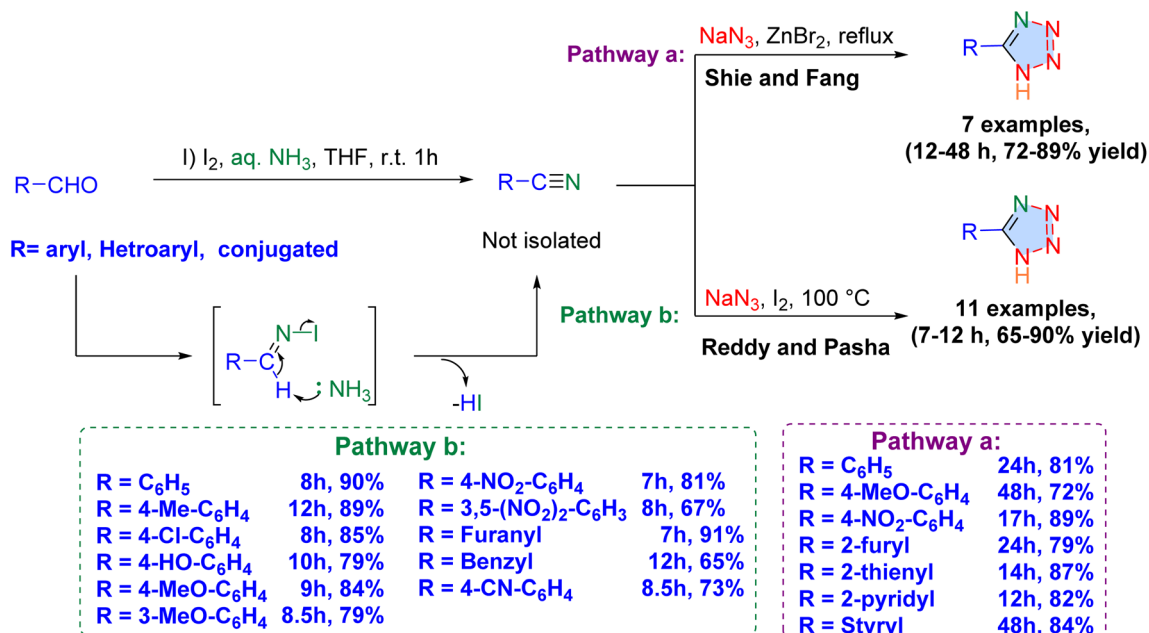 Pathway a:
NaN3, ZnBr2, reflux
Shie and Fang
R
N
N
N
N
H
7 examples,
(12-48 h, 72-89% yield)
R-CHO
I) I2, aq. NH3, THF, r.t. 1h
R-C≡N
Not isolated
R= aryl, Hetroaryl, conjugated
Pathway b:
NaN3, I2, 100 °C
Reddy and Pasha
R
N
N
N
N
H
11 examples,
(7-12 h, 65-90% yield)
N-I
R-C
H
:NH3
-HI
Pathway b:
R = C6H5 8h, 90%
R = 4-Me-C6H4 12h, 89%
R = 4-Cl-C6H4 8h, 85%
R = 4-HO-C6H4 10h, 79%
R = 4-MeO-C6H4 9h, 84%
R = 3-MeO-C6H4 8.5h, 79%
R = 4-NO2-C6H4 7h, 81%
R = 3,5-(NO2)2-C6H3 8h, 67%
R = Furanyl 7h, 91%
R = Benzyl 12h, 65%
R = 4-CN-C6H4 8.5h, 73%
Pathway a:
R = C6H5 24h, 81%
R = 4-MeO-C6H4 48h, 72%
R = 4-NO2-C6H4 17h, 89%
R = 2-furyl 24h, 79%
R = 2-thienyl 14h, 87%
R = 2-pyridyl 12h, 82%
R = Styryl 48h, 84%